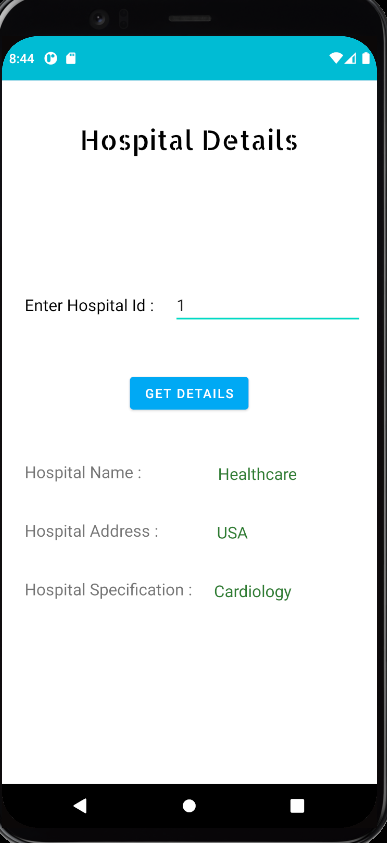 8:44
Hospital Details
Enter Hospital Id : 1
GET DETAILS
Hospital Name : Healthcare
Hospital Address : USA
Hospital Specification : Cardiology